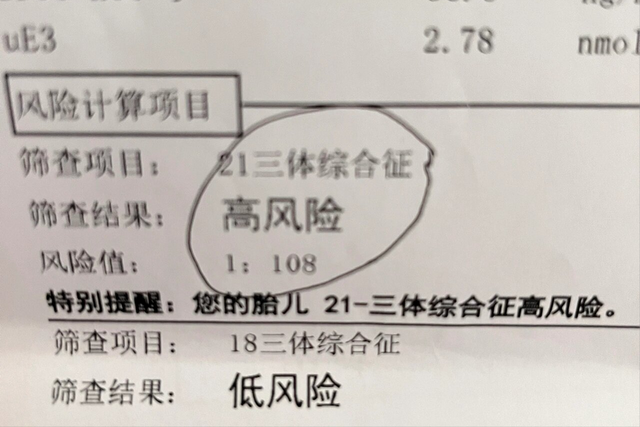 uE3 2.78 nmol
风险计算项目
筛查项目： 21三体综合征
筛查结果： 高风险
风险值： 1：108
特别提醒：您的胎儿 21-三体综合征高风险。
筛查项目： 18三体综合征
筛查结果： 低风险